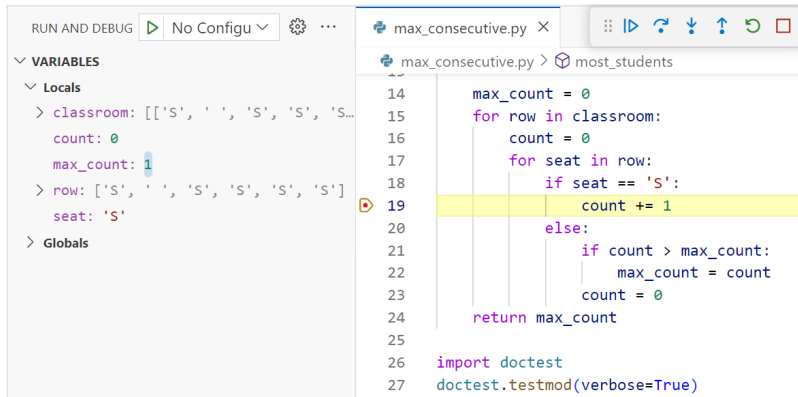 RUN AND DEBUG No Configu
VARIABLES
Locals
classroom: [['S', ' ', 'S', 'S', 'S…
count: 0
max_count: 1
row: ['S', ' ', 'S', 'S', 'S', 'S']
seat: 'S'
Globals
max_consecutive.py
max_consecutive.py > most_students
14 max_count = 0
15 for row in classroom:
16 count = 0
17 for seat in row:
18 if seat == 'S':
19 count += 1
20 else:
21 if count > max_count:
22 max_count = count
23 count = 0
24 return max_count
25
26 import doctest
27 doctest.testmod(verbose=True)